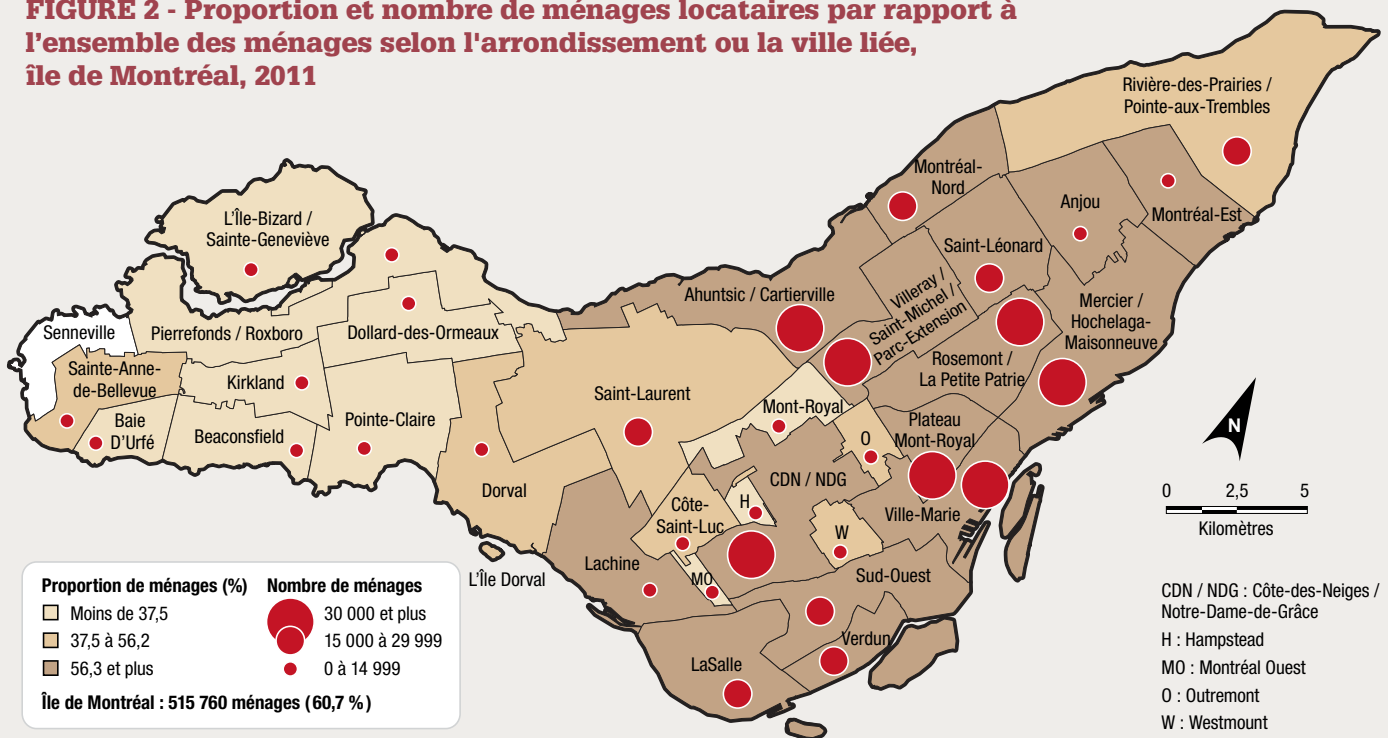 FIGURE 2 - Proportion et nombre de ménages locataires par rapport à
l’ensemble des ménages selon l'arrondissement ou la ville liée,
île de Montréal, 2011
Rivière-des-Prairies /
Pointe-aux-Trembles
Montréal-
Nord
Anjou
Montréal-Est
L’Île-Bizard /
Sainte-Geneviève
Saint-Léonard
Ahuntsic / Cartierville
Villeray /
Saint-Michel /
Parc-Extension
Mercier /
Hochelaga-
Maisonneuve
Senneville
Pierrefonds / Roxboro
Dollard-des-Ormeaux
Sainte-Anne-
de-Bellevue
Kirkland
Rosemont /
La Petite Patrie
Saint-Laurent
Mont-Royal
Baie
D’Urfé
Beaconsfield
Pointe-Claire
Plateau
Mont-Royal
O
N
CDN / NDG
Dorval
H
Côte-
Saint-Luc
Ville-Marie
W
0 2,5 5
Kilomètres
Lachine
L’Île Dorval
MO
Sud-Ouest
Verdun
LaSalle
Proportion de ménages (%)
Moins de 37,5
37,5 à 56,2
56,3 et plus
Nombre de ménages
30 000 et plus
15 000 à 29 999
0 à 14 999
Île de Montréal : 515 760 ménages (60,7 %)
CDN / NDG : Côte-des-Neiges /
Notre-Dame-de-Grâce
H : Hampstead
MO : Montréal Ouest
O : Outremont
W : Westmount